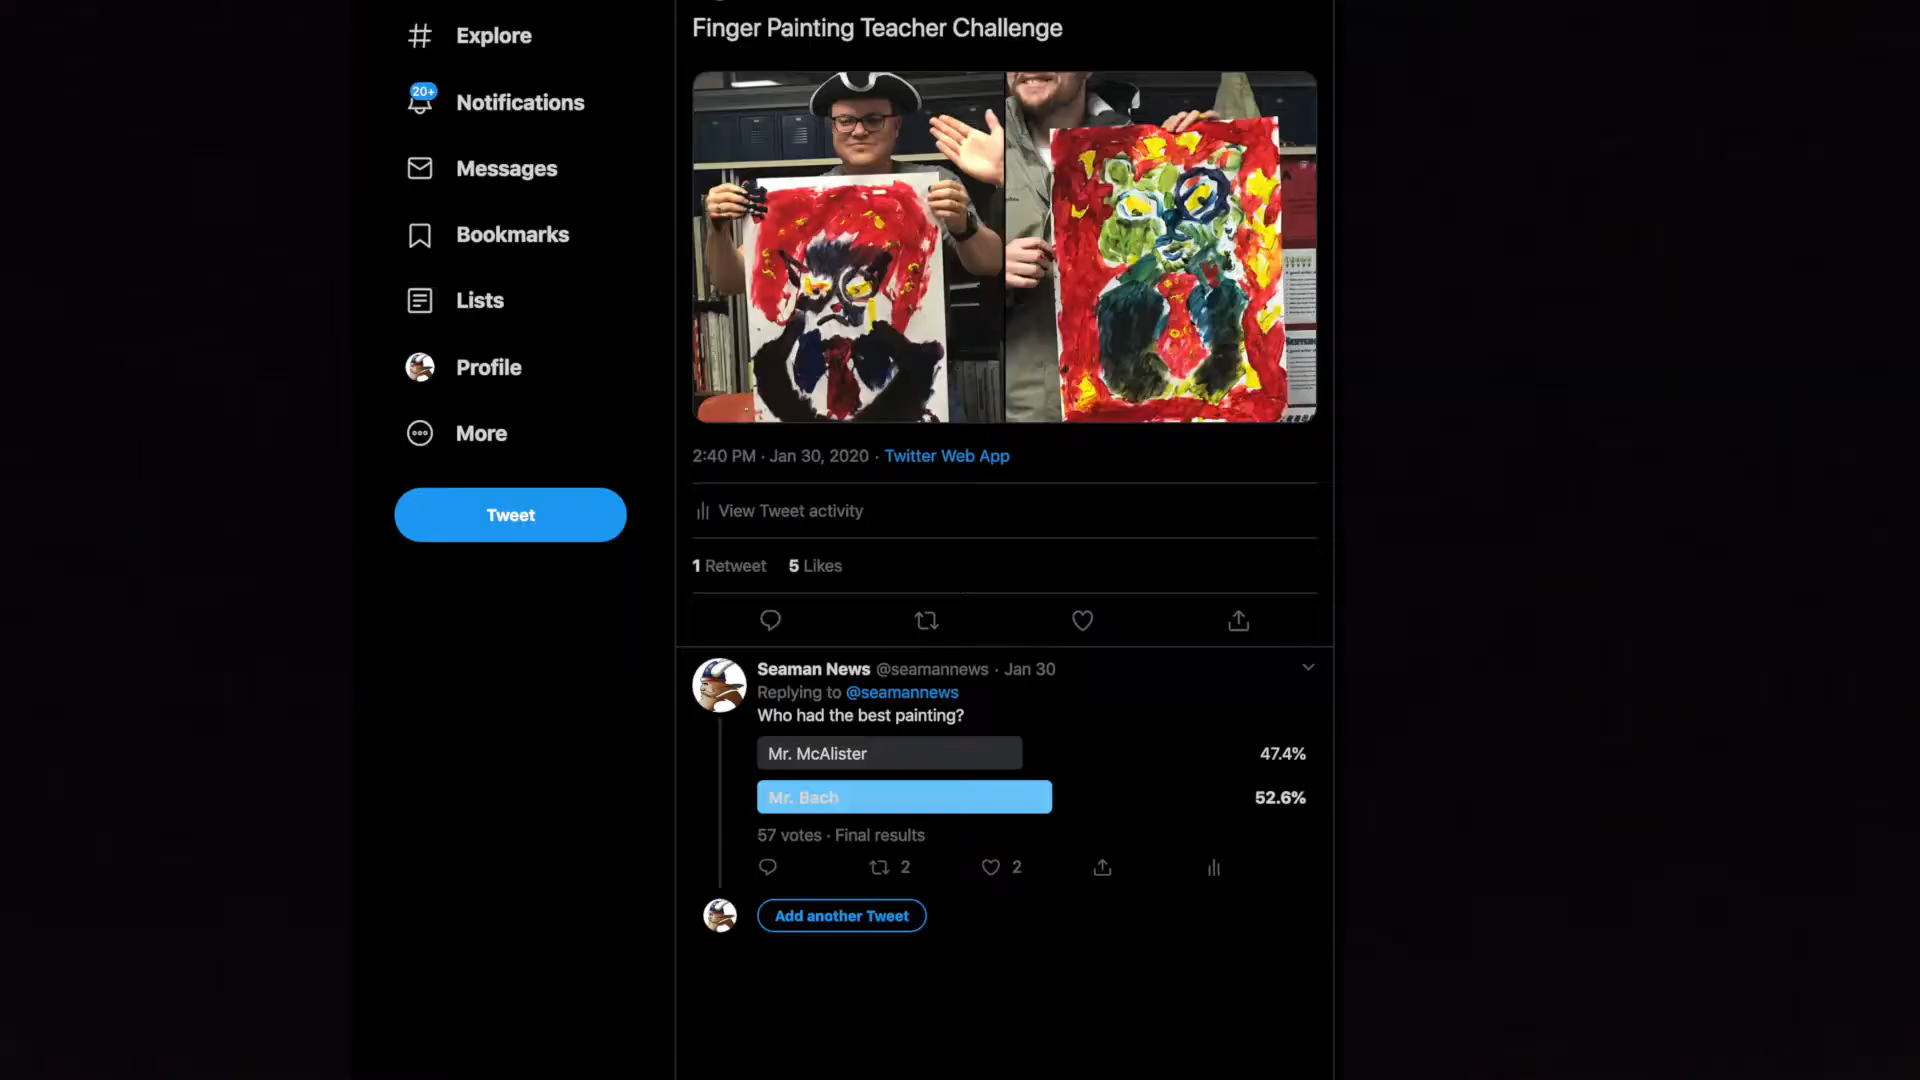 Explore
20+
Notifications
Messages
Bookmarks
Lists
Profile
More
Tweet
Finger Painting Teacher Challenge
2:40 PM · Jan 30, 2020 · Twitter Web App
View Tweet activity
1 Retweet 5 Likes
Seaman News @seamannews · Jan 30
Replying to @seamannews
Who had the best painting?
Mr. McAlister 47.4%
Mr. Bach 52.6%
57 votes · Final results
2 2
Add another Tweet